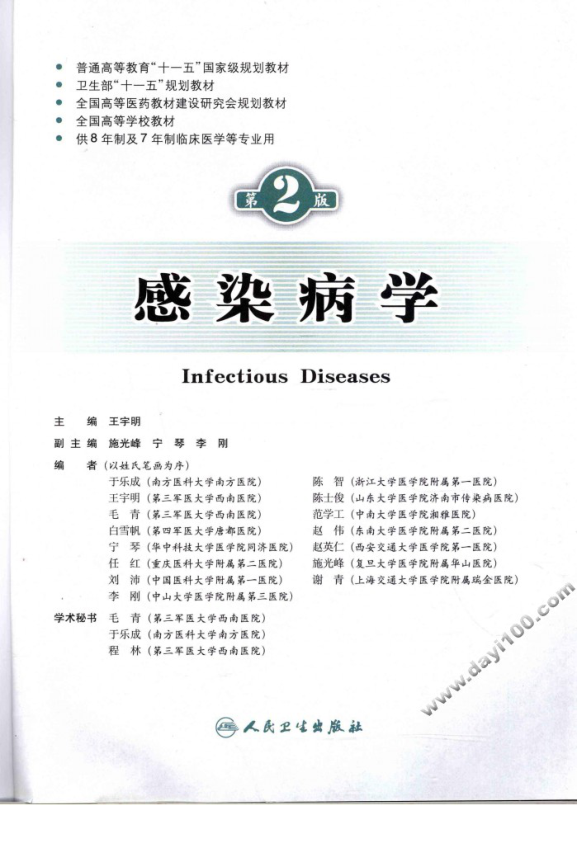 • 普通高等教育“十一五”国家级规划教材
• 卫生部“十一五”规划教材
• 全国高等医药教材建设研究会规划教材
• 全国高等学校教材
• 供8年制及7年制临床医学等专业用
第2版
感染病学
Infectious Diseases
主 编 王宇明
副主编 施光峰 宁 琴 李 刚
编 者 (以姓氏笔画为序)
于乐成 (南方医科大学南方医院) 陈 智 (浙江大学医学院附属第一医院)
王宇明 (第三军医大学西南医院) 陈士俊 (山东大学医学院济南市传染病医院)
毛 青 (第三军医大学西南医院) 范学工 (中南大学医学院湘雅医院)
白雪帆 (第四军医大学唐都医院) 赵 伟 (东南大学医学院附属第二医院)
宁 琴 (华中科技大学医学院同济医院) 赵英仁 (西安交通大学医学院第一医院)
任 红 (重庆医科大学附属第二医院) 施光峰 (复旦大学医学院附属华山医院)
刘 沛 (中国医科大学附属第一医院) 谢 青 (上海交通大学医学院附属瑞金医院)
李 刚 (中山大学医学院附属第三医院)
学术秘书 毛 青 (第三军医大学西南医院)
于乐成 (南方医科大学南方医院)
程 林 (第三军医大学西南医院)
www.dayi100.com
人民卫生出版社